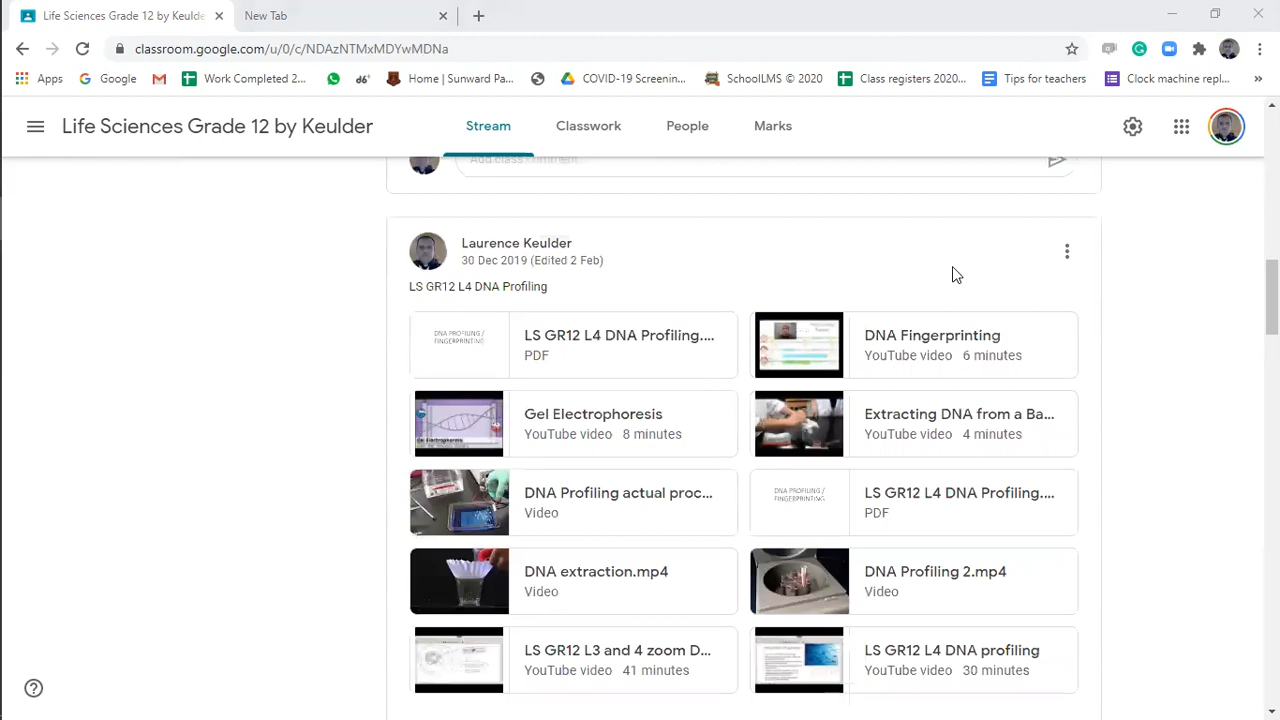 Life Sciences Grade 12 by Keulde
New Tab
classroom.google.com/u/0/c/NDAzNTMxMDYwMDNa
Apps
Google
Work Completed 2...
Home | Sunward Pa...
COVID-19 Screenin...
SchoolLMS © 2020
Class registers 2020...
Tips for teachers
Clock machine repl...
»
Life Sciences Grade 12 by Keulder
Stream
Classwork
People
Marks
Add class comment...
Laurence Keulder
30 Dec 2019 (Edited 2 Feb)
LS GR12 L4 DNA Profiling
DNA PROFILING /
FINGERPRINTING
LS GR12 L4 DNA Profiling....
PDF
DNA Fingerprinting
YouTube video 6 minutes
Gel Electrophoresis
Gel Electrophoresis
YouTube video 8 minutes
Extracting DNA from a Ba...
YouTube video 4 minutes
DNA Profiling actual proc...
Video
DNA PROFILING /
FINGERPRINTING
LS GR12 L4 DNA Profiling....
PDF
DNA extraction.mp4
Video
DNA Profiling 2.mp4
Video
LS GR12 L3 and 4 zoom D...
YouTube video 41 minutes
LS GR12 L4 DNA profiling
YouTube video 30 minutes